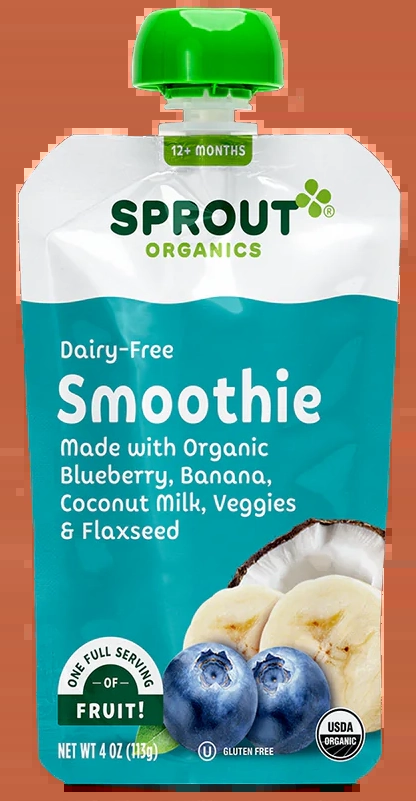 12+ MONTHS
SPROUT®
ORGANICS
Dairy-Free
Smoothie
Made with Organic
Blueberry, Banana,
Coconut Milk, Veggies
& Flaxseed
ONE FULL SERVING
–OF–
FRUIT!
NET WT 4 OZ (113g)
U GLUTEN FREE
USDA
ORGANIC